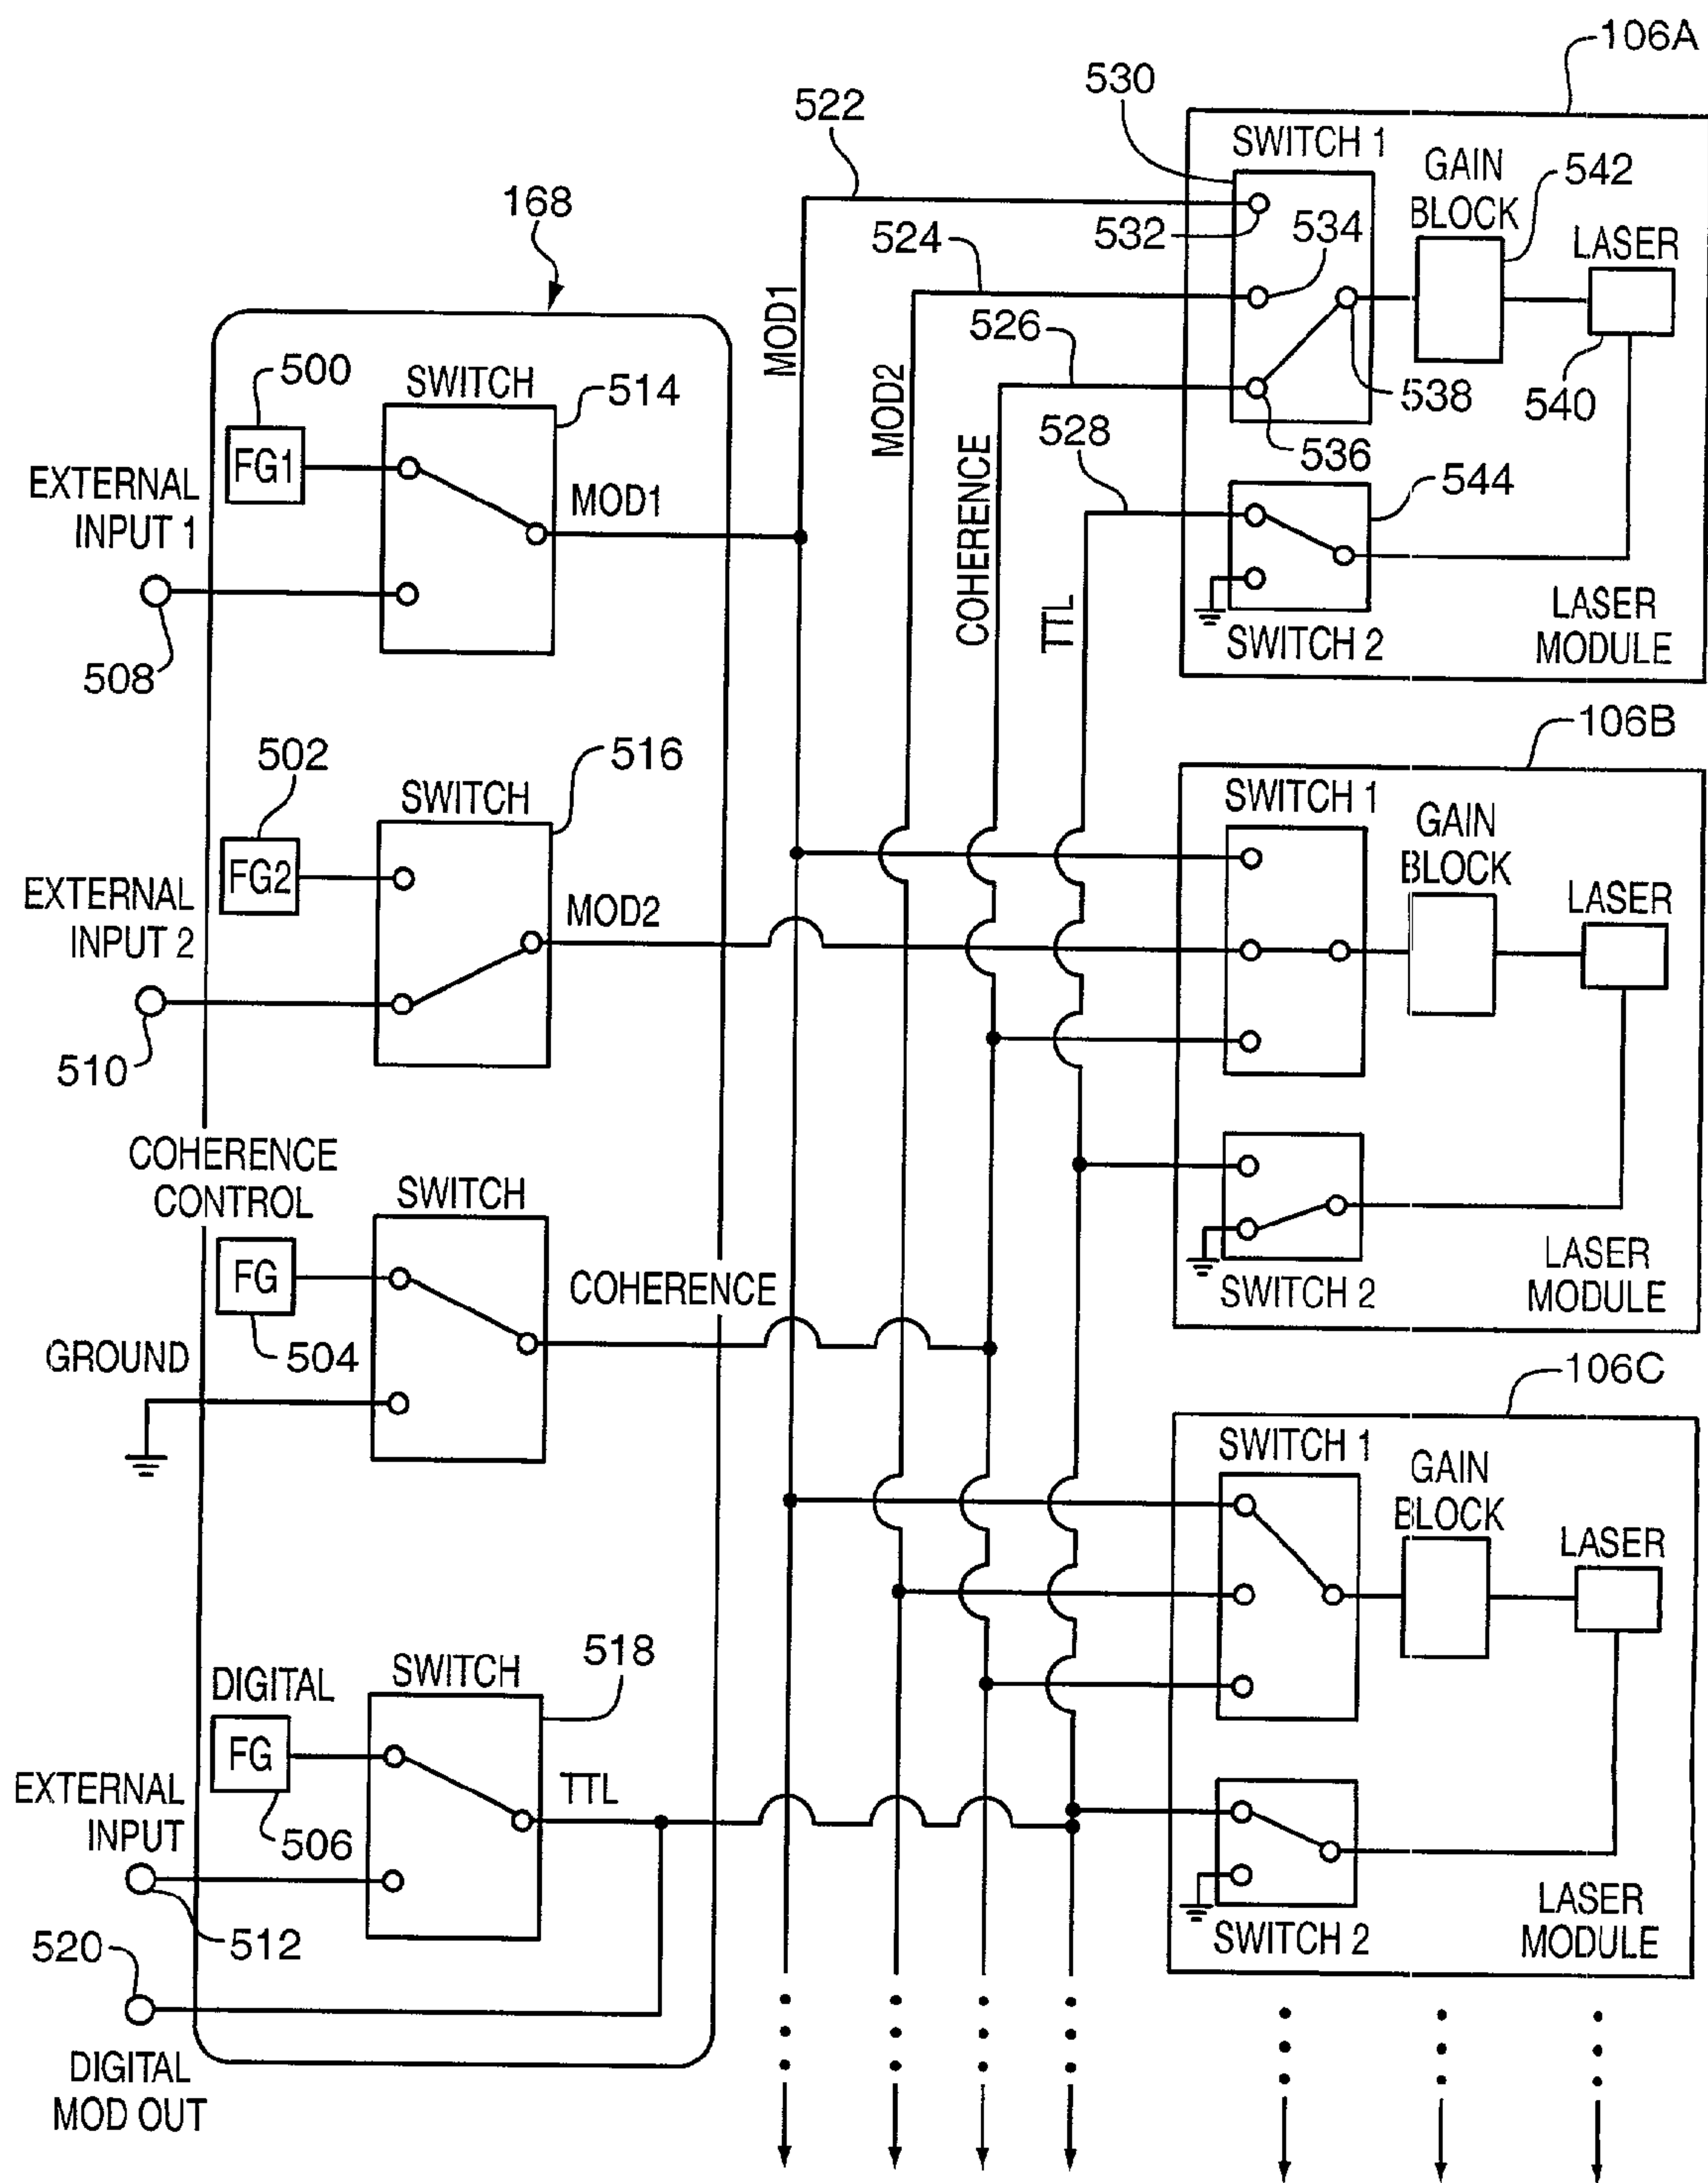 106A
530
522
SWITCH 1
GAIN
BLOCK
542
168
524
532
534
LASER
526
MOD1
500
SWITCH
514
MOD2
528
538
540
536
FG1
EXTERNAL
INPUT 1
MOD1
COHERENCE
TTL
544
508
SWITCH 2
LASER
MODULE
106B
502
SWITCH
516
SWITCH 1
GAIN
BLOCK
FG2
EXTERNAL
INPUT 2
MOD2
LASER
510
COHERENCE
CONTROL
SWITCH
FG
COHERENCE
SWITCH 2
LASER
MODULE
GROUND
504
106C
SWITCH 1
GAIN
BLOCK
LASER
DIGITAL
SWITCH
518
FG
TTL
EXTERNAL
INPUT
506
512
520
SWITCH 2
LASER
MODULE
DIGITAL
MOD OUT